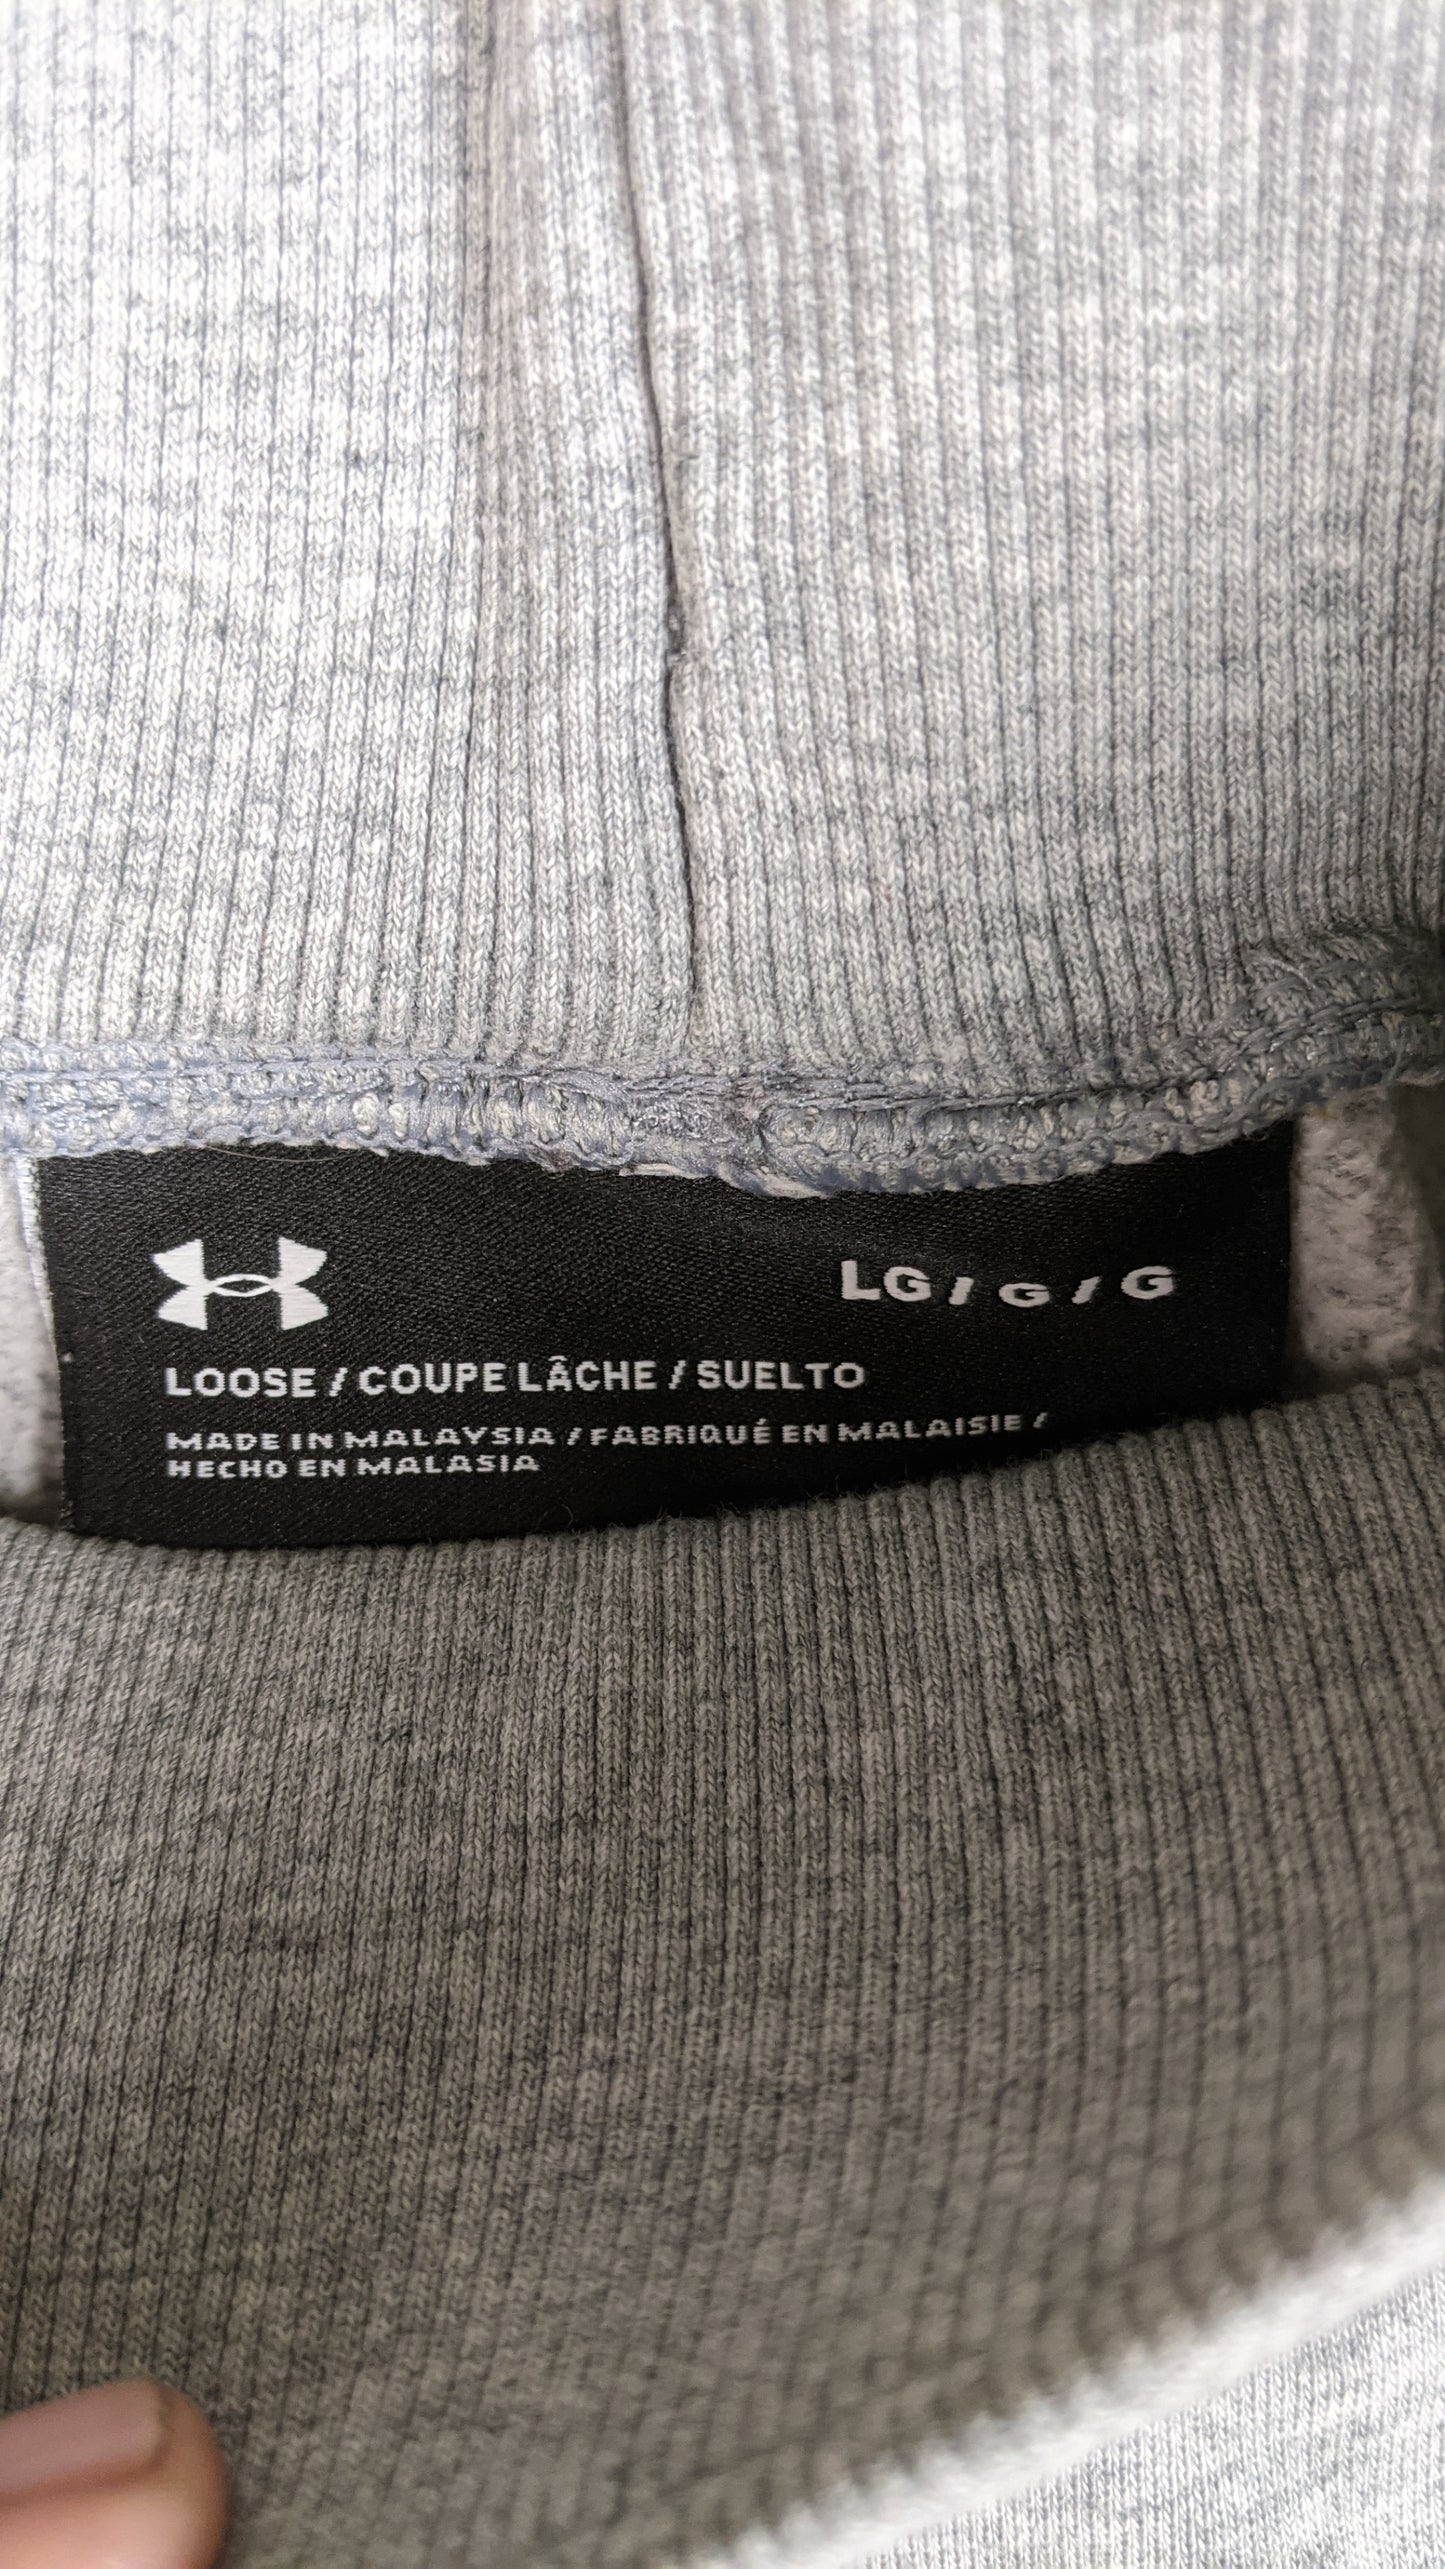 LG / G / G
LOOSE / COUPE LÂCHE / SUELTO
MADE IN MALAYSIA / FABRIQUÉ EN MALAISIE /
HECHO EN MALASIA